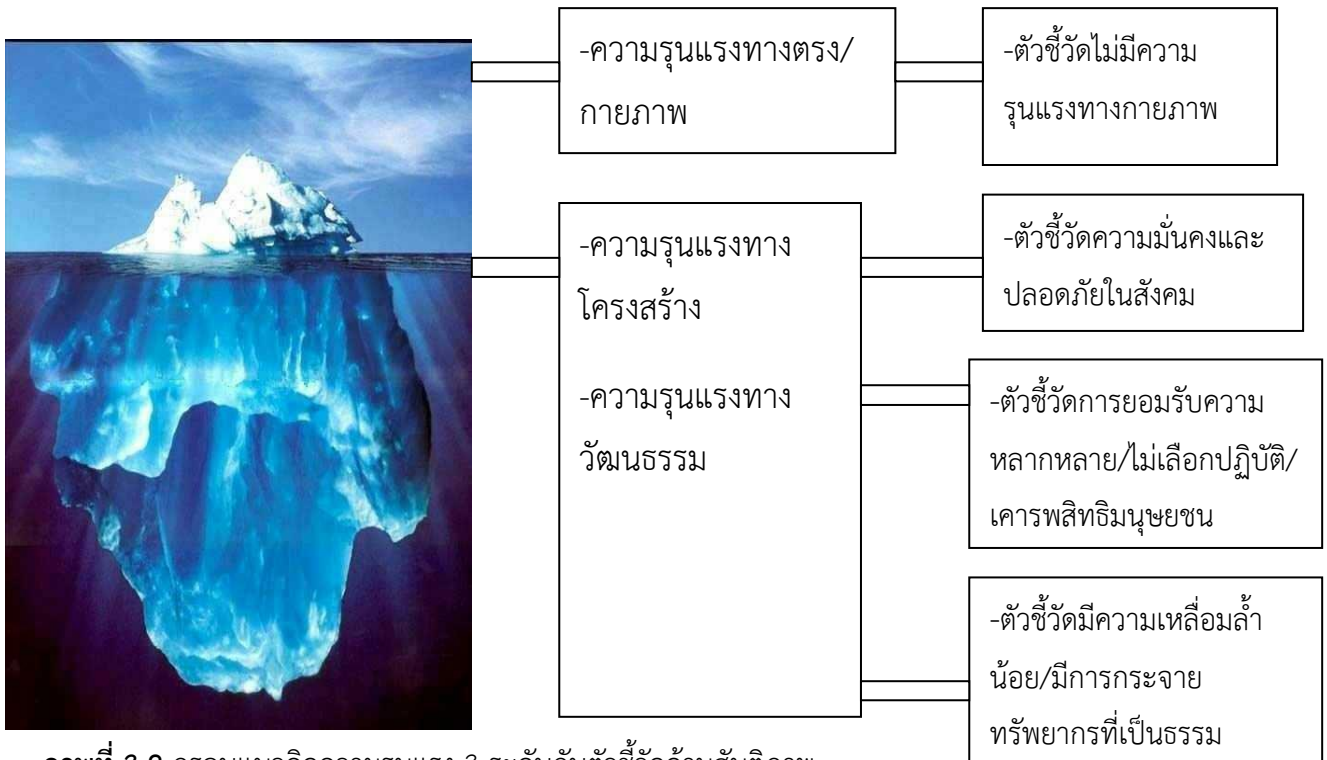 -ความรุนแรงทางตรง/
กายภาพ
-ตัวชี้วัดไม่มีความ
รุนแรงทางกายภาพ
-ความรุนแรงทาง
โครงสร้าง
-ความรุนแรงทาง
วัฒนธรรม
-ตัวชี้วัดความมั่นคงและ
ปลอดภัยในสังคม
-ตัวชี้วัดการยอมรับความ
หลากหลาย/ไม่เลือกปฏิบัติ/
เคารพสิทธิมนุษยชน
-ตัวชี้วัดมีความเหลื่อมล้ำ
น้อย/มีการกระจาย
ทรัพยากรที่เป็นธรรม